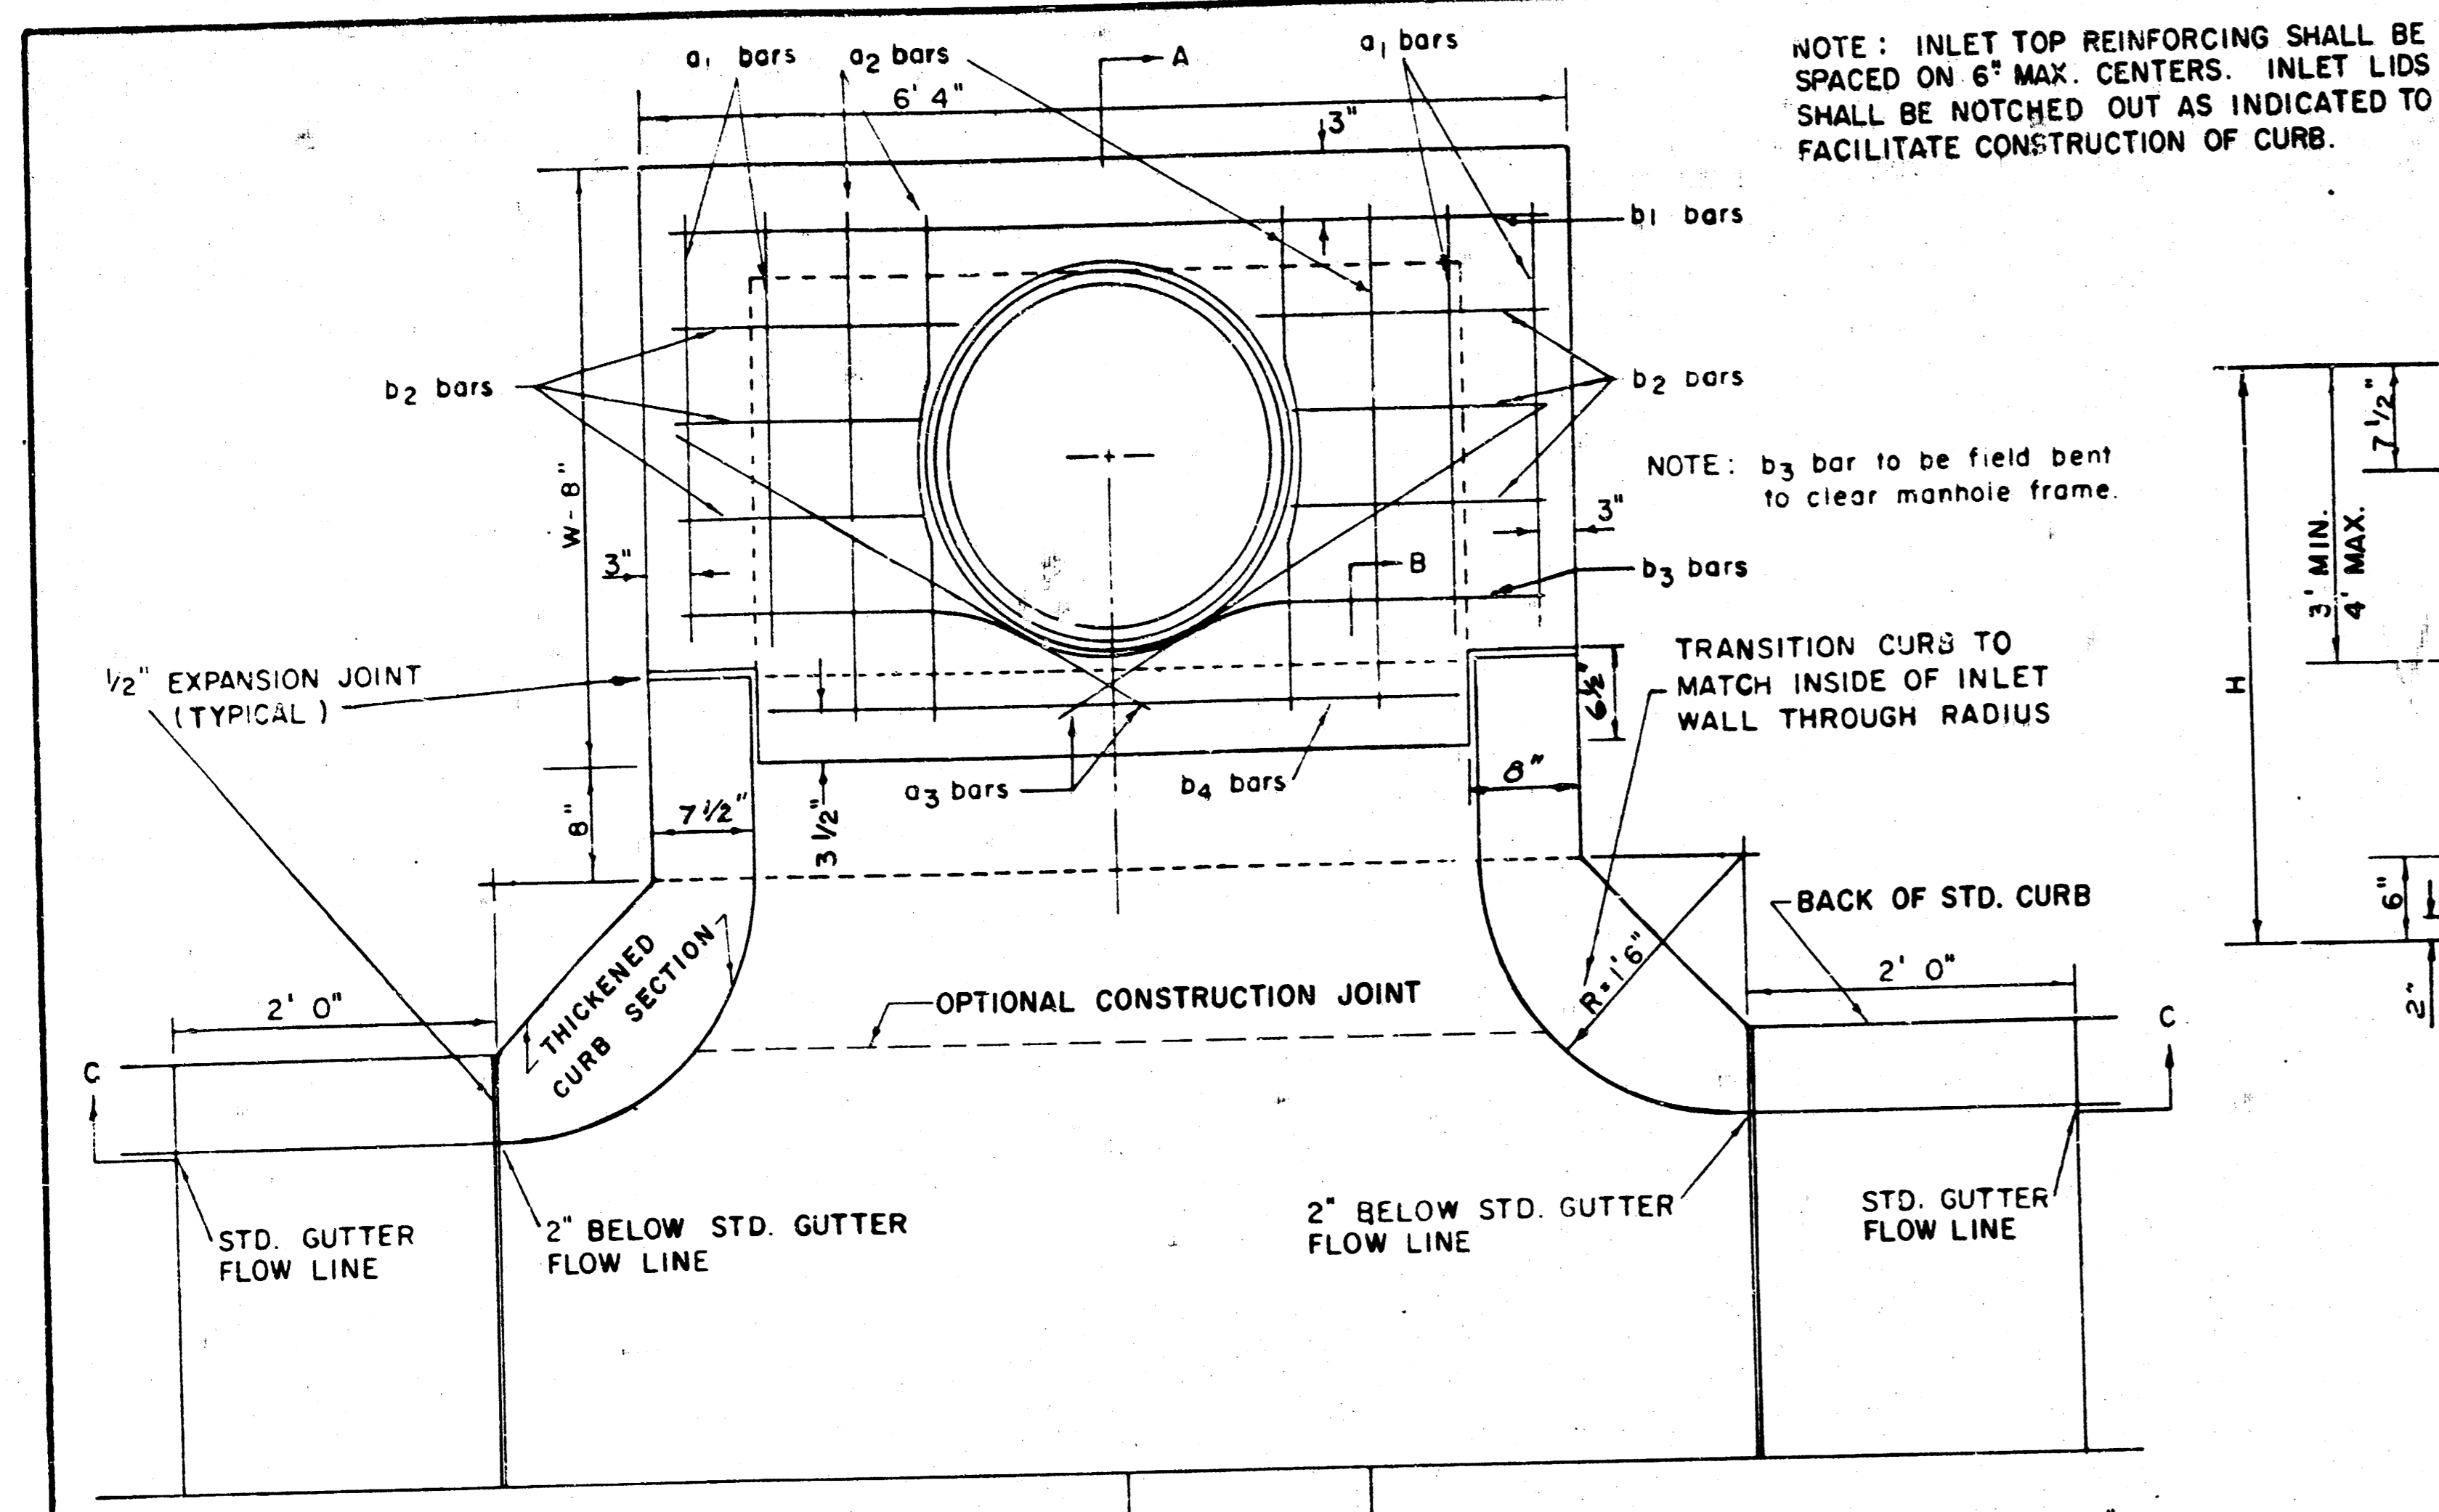 NOTE : INLET TOP REINFORCING SHALL BE
SPACED ON 6" MAX. CENTERS. INLET LIDS
SHALL BE NOTCHED OUT AS INDICATED TO
FACILITATE CONSTRUCTION OF CURB.
a1 bars
a2 bars
A
a1 bars
6' 4"
3"
b1 bars
b2 bars
b2 bars
7 1/2"
NOTE : b3 bar to be field bent
to clear manhole frame.
W - 8"
3"
3"
B
b3 bars
3' MIN.
4' MAX.
H
1/2" EXPANSION JOINT
(TYPICAL)
TRANSITION CURB TO
MATCH INSIDE OF INLET
WALL THROUGH RADIUS
6½"
8"
a3 bars
b4 bars
8"
7 1/2"
3 1/2"
BACK OF STD. CURB
6"
THICKENED
CURB SECTION
R = 1'6"
2' 0"
2' 0"
OPTIONAL CONSTRUCTION JOINT
2"
C
C
STD. GUTTER
FLOW LINE
2" BELOW STD. GUTTER
FLOW LINE
2" BELOW STD. GUTTER
FLOW LINE
STD. GUTTER
FLOW LINE